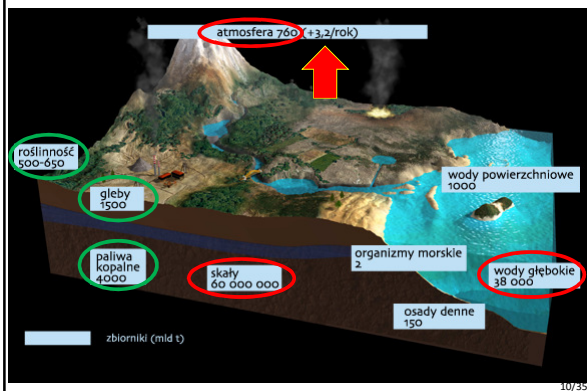 atmosfera 760 (+3,2/rok)
roślinność
500-650
gleby
1500
wody powierzchniowe
1000
paliwa
kopalne
4000
skały
60 000 000
organizmy morskie
2
wody głębokie
38 000
osady denne
150
zbiorniki (mld t)
10/35